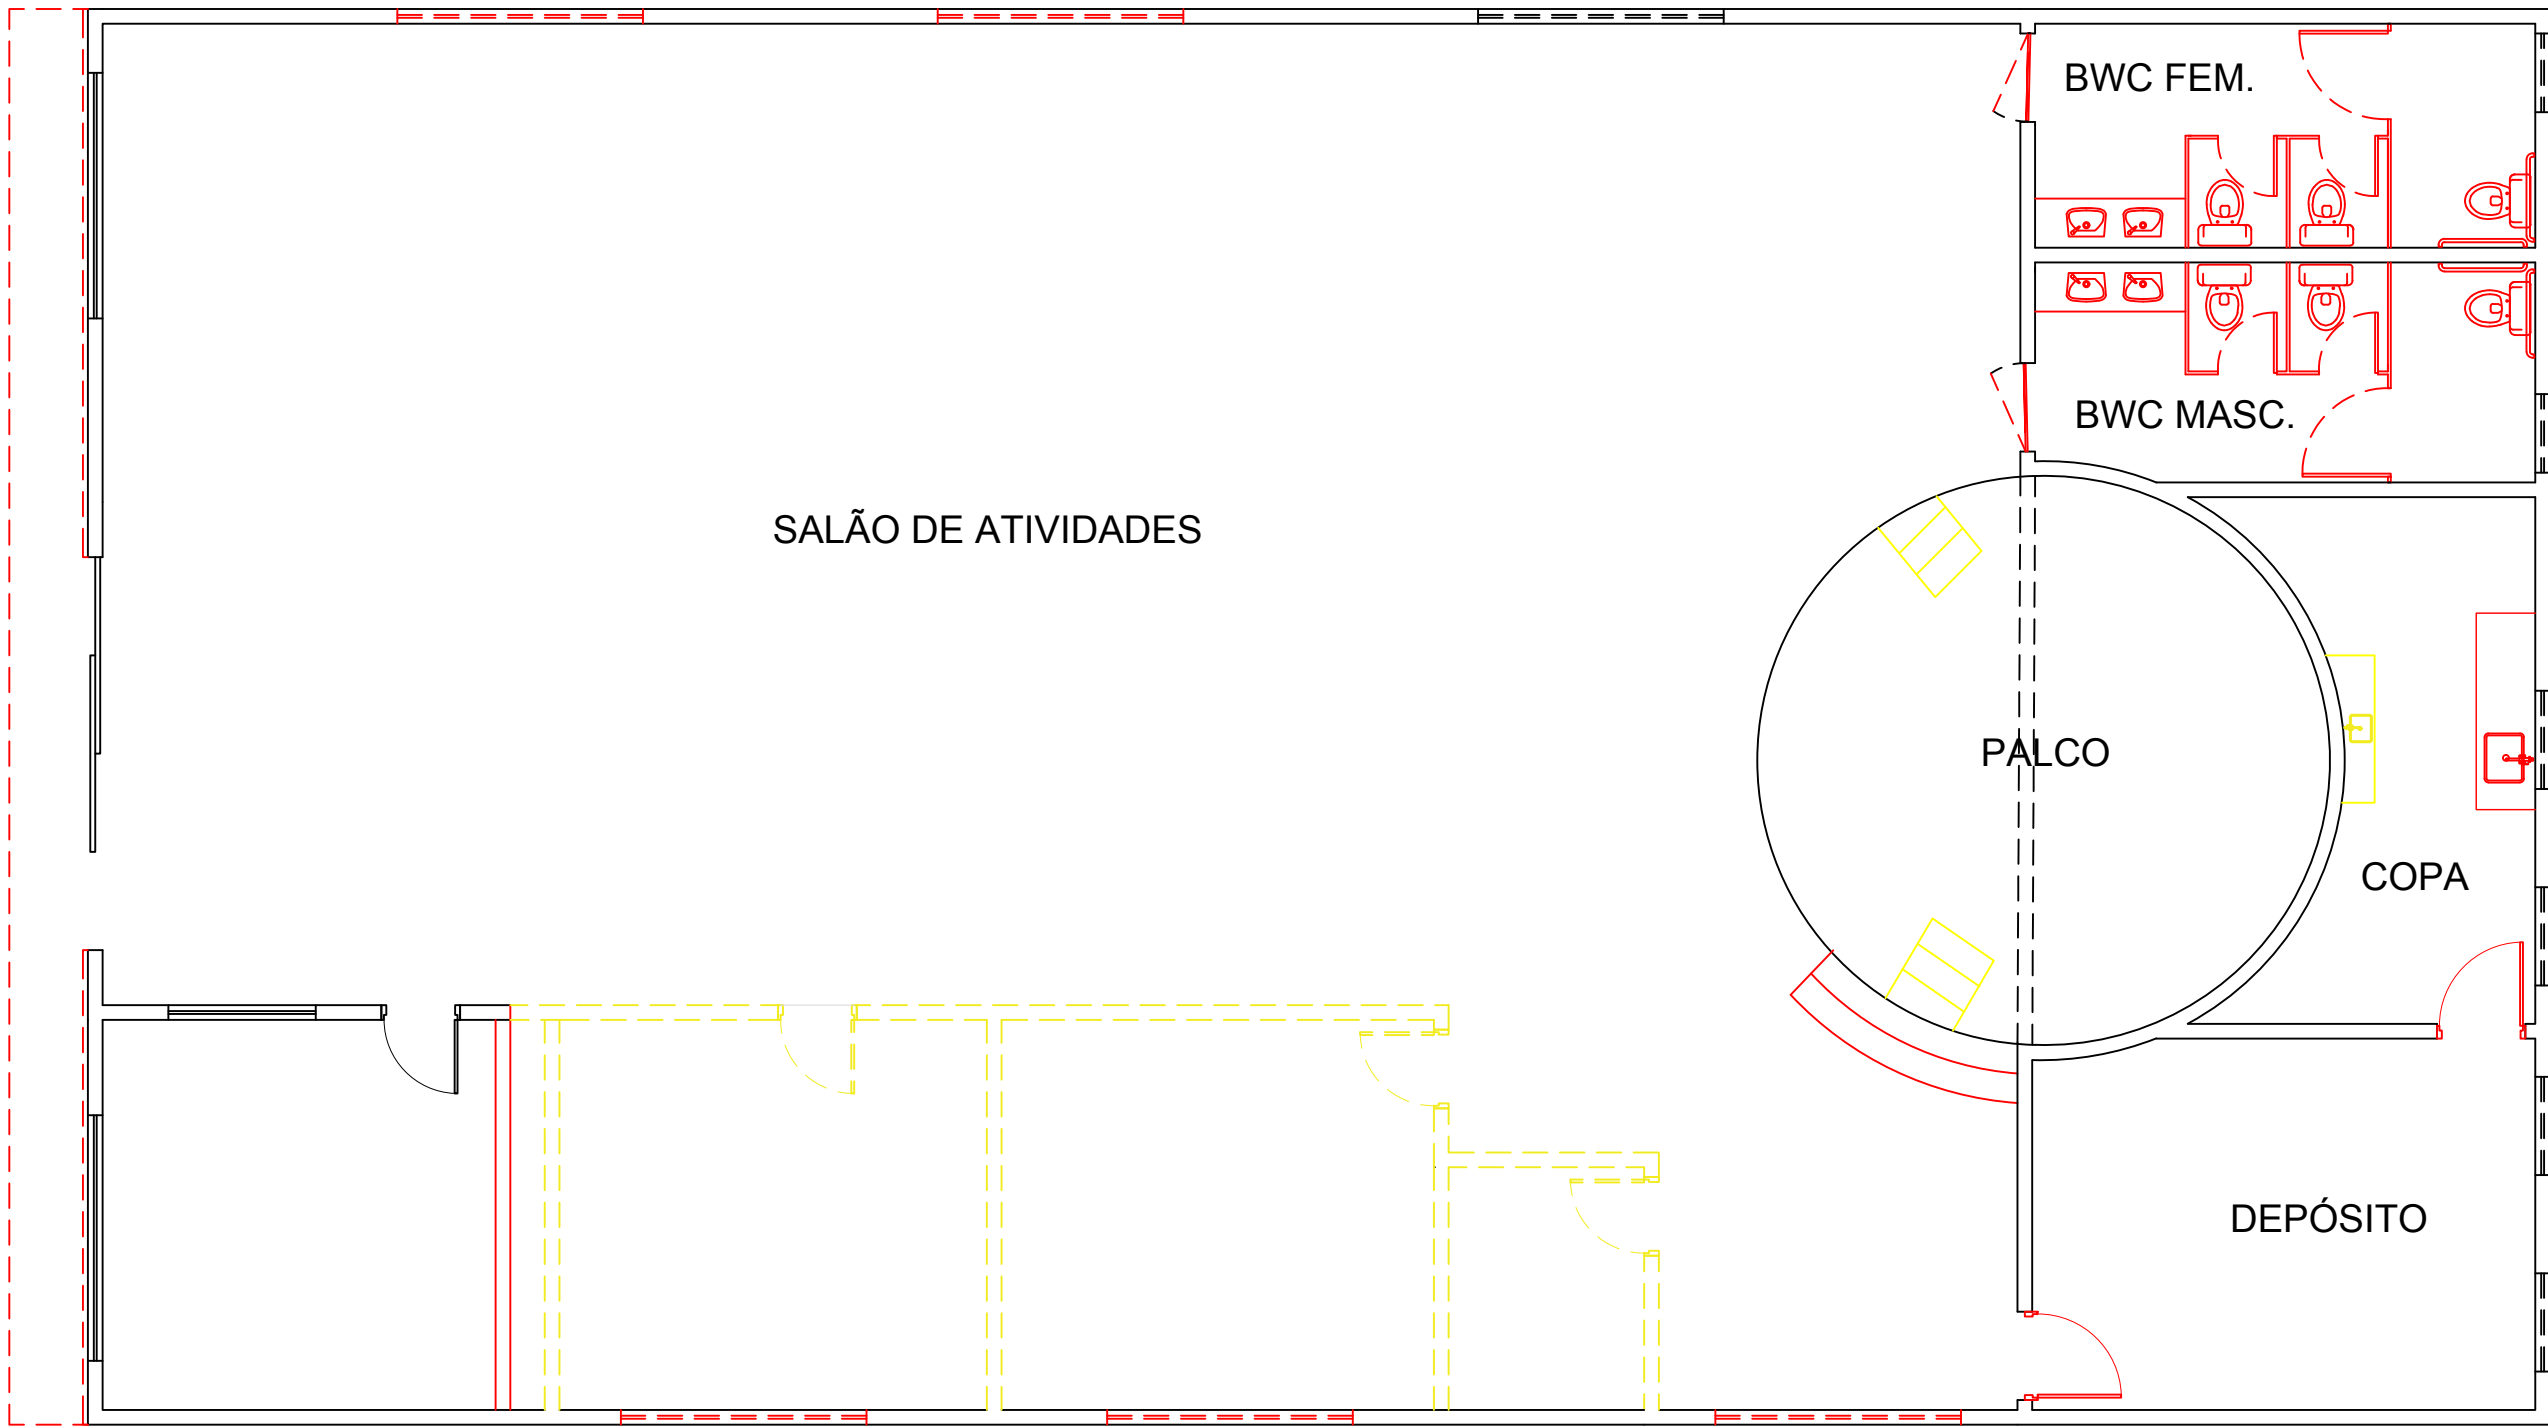 BWC FEM.
BWC MASC.
SALÃO DE ATIVIDADES
PALCO
COPA
DEPÓSITO